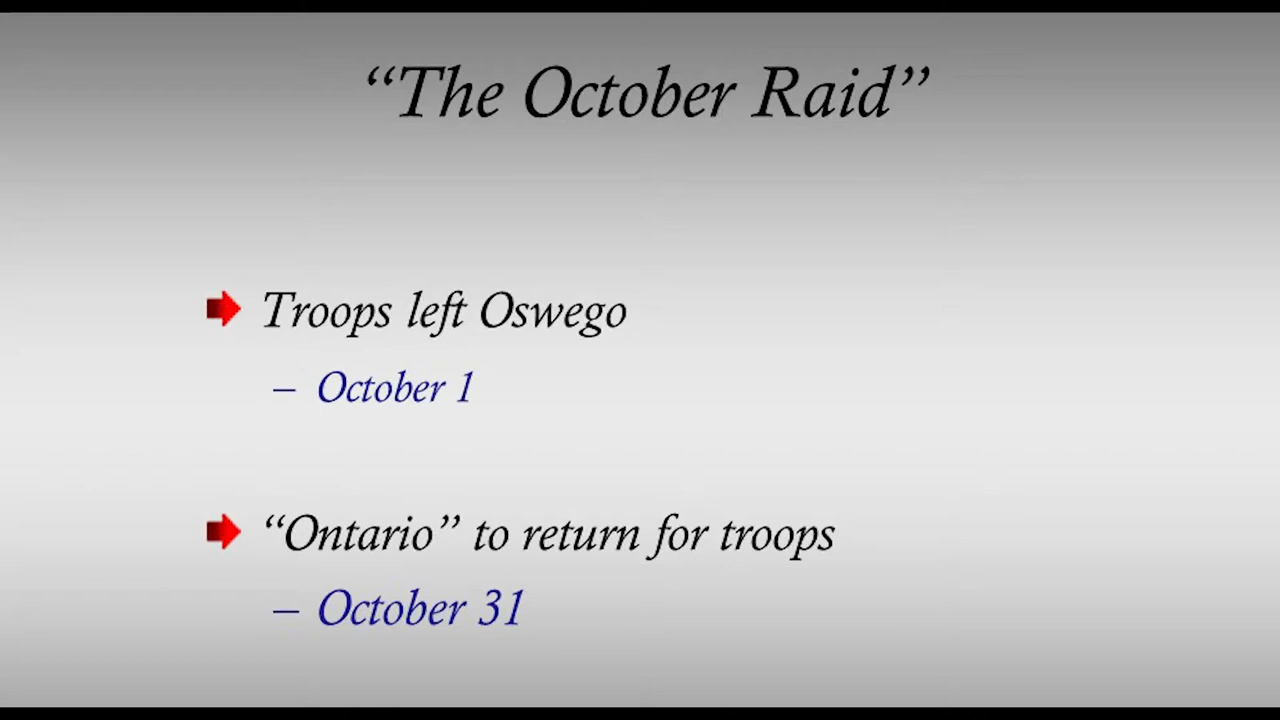 “The October Raid”
Troops left Oswego
– October 1
“Ontario” to return for troops
– October 31